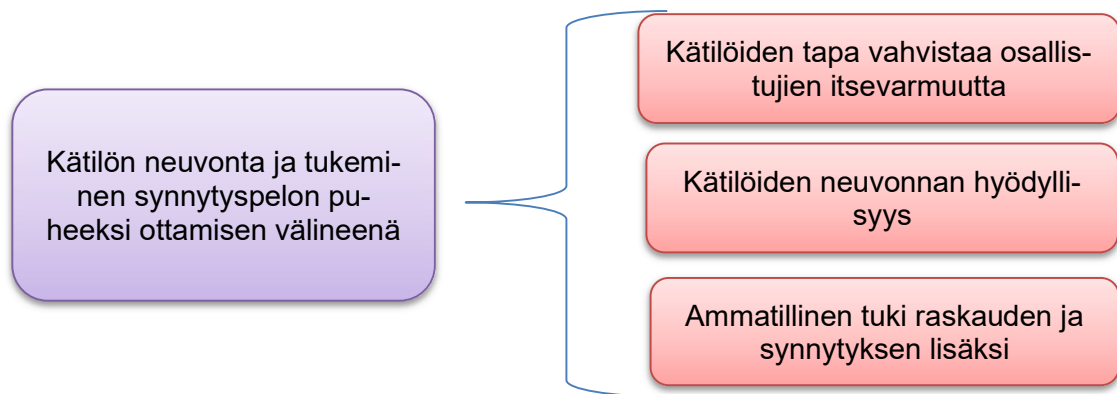 Kätilön neuvonta ja tukemi-
nen synnytyspelon pu-
heeksi ottamisen välineenä
Kätilöiden tapa vahvistaa osallis-
tujien itsevarmuutta
Kätilöiden neuvonnan hyödylli-
syys
Ammatillinen tuki raskauden ja
synnytyksen lisäksi